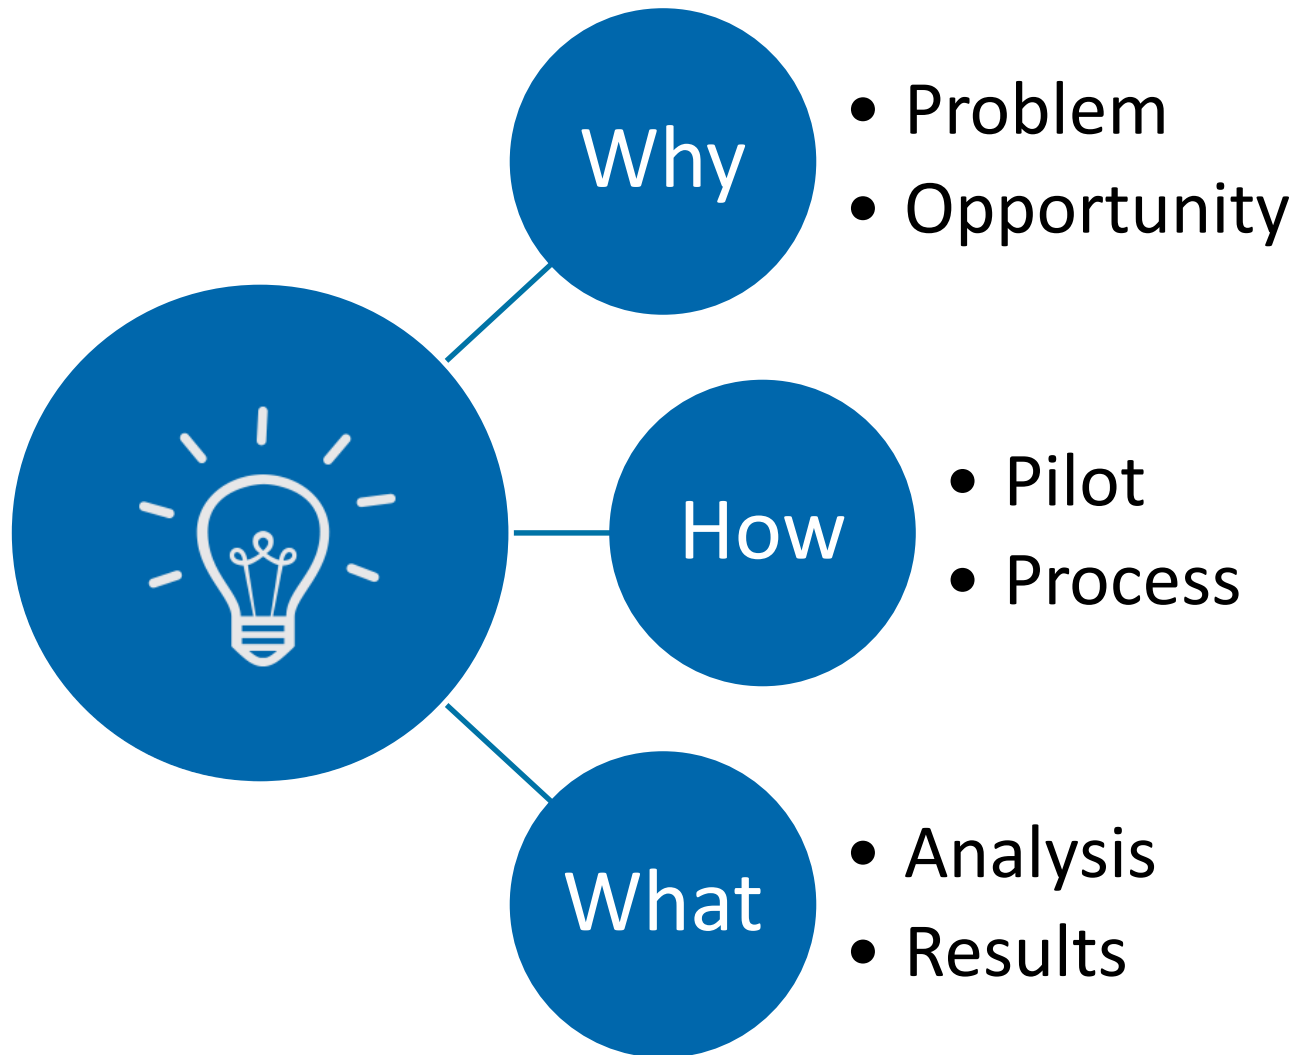 Why
• Problem
• Opportunity
How
• Pilot
• Process
What
• Analysis
• Results